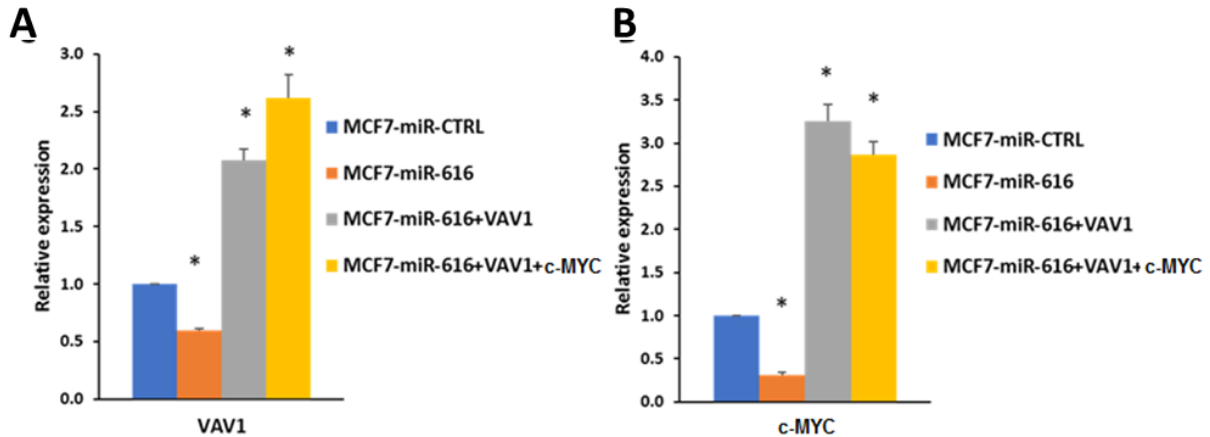 A
3.0
2.5
2.0
1.5
1.0
0.5
0.0
Relative expression
*
*
*
VAV1
MCF7-miR-CTRL
MCF7-miR-616
MCF7-miR-616+VAV1
MCF7-miR-616+VAV1+c-MYC
B
4.0
3.5
3.0
2.5
2.0
1.5
1.0
0.5
0.0
Relative expression
*
*
*
c-MYC
MCF7-miR-CTRL
MCF7-miR-616
MCF7-miR-616+VAV1
MCF7-miR-616+VAV1+c-MYC